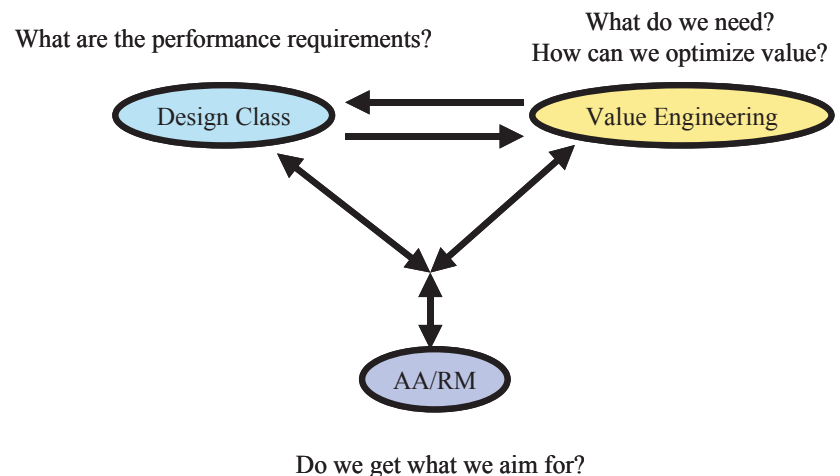 What are the performance requirements?
What do we need?
How can we optimize value?
Design Class
Value Engineering
AA/RM
Do we get what we aim for?